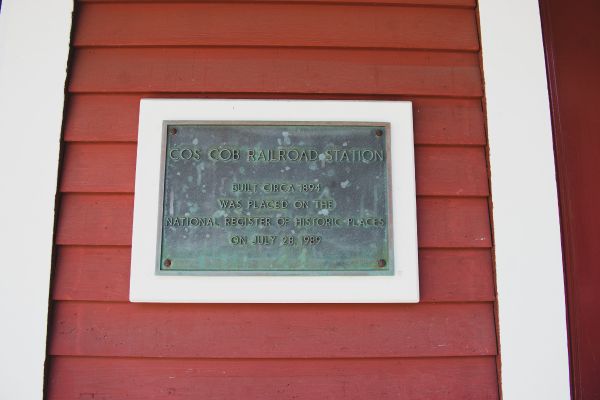 COS COB RAILROAD STATION
BUILT CIRCA 1894
WAS PLACED ON THE
NATIONAL REGISTER OF HISTORIC PLACES
ON JULY 28, 1989